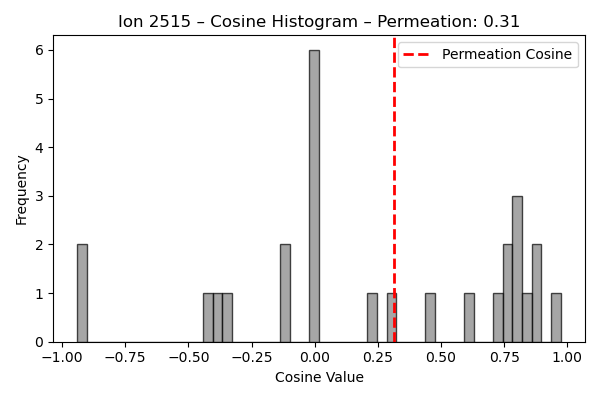 Ion 2515 – Cosine Histogram – Permeation: 0.31
Permeation Cosine
Frequency
6
5
4
3
2
1
0
−1.00 −0.75 −0.50 −0.25 0.00 0.25 0.50 0.75 1.00
Cosine Value